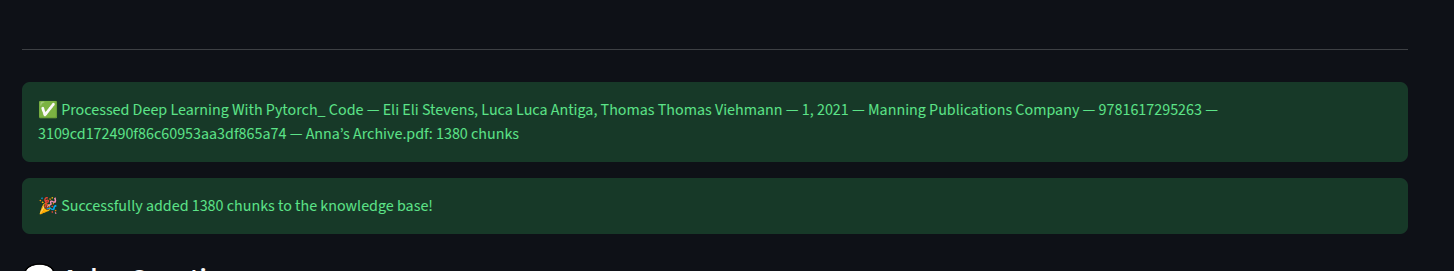 ✅ Processed Deep Learning With Pytorch_ Code — Eli Eli Stevens, Luca Luca Antiga, Thomas Thomas Viehmann — 1, 2021 — Manning Publications Company — 9781617295263 —
3109cd172490f86c60953aa3df865a74 — Anna's Archive.pdf: 1380 chunks
🎉 Successfully added 1380 chunks to the knowledge base!